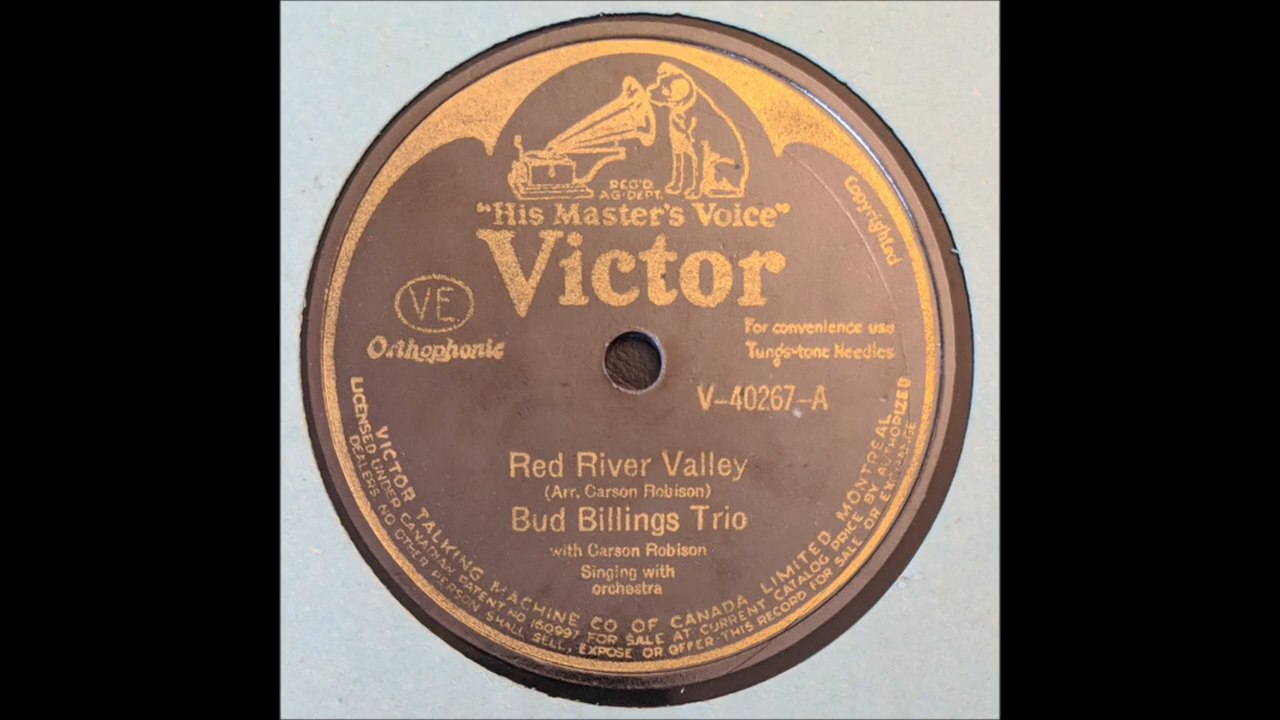 REG'D.
AG-DEPT.
"His Master's Voice"
Victor
Copyrighted
VE
Orthophonic
For convenience use
Tungs-tone Needles
V-40267-A
Red River Valley
(Arr. Carson Robison)
Bud Billings Trio
with Carson Robison
Singing with
orchestra
VICTOR TALKING MACHINE CO OF CANADA LIMITED MONTREAL
LICENSED UNDER CANADIAN PATENT NO 160997 FOR SALE AT CURRENT CATALOG PRICE BY AUTHORIZED
DEALERS. NO OTHER PERSON SHALL SELL, EXPOSE OR OFFER THIS RECORD FOR SALE OR EXCHANGE